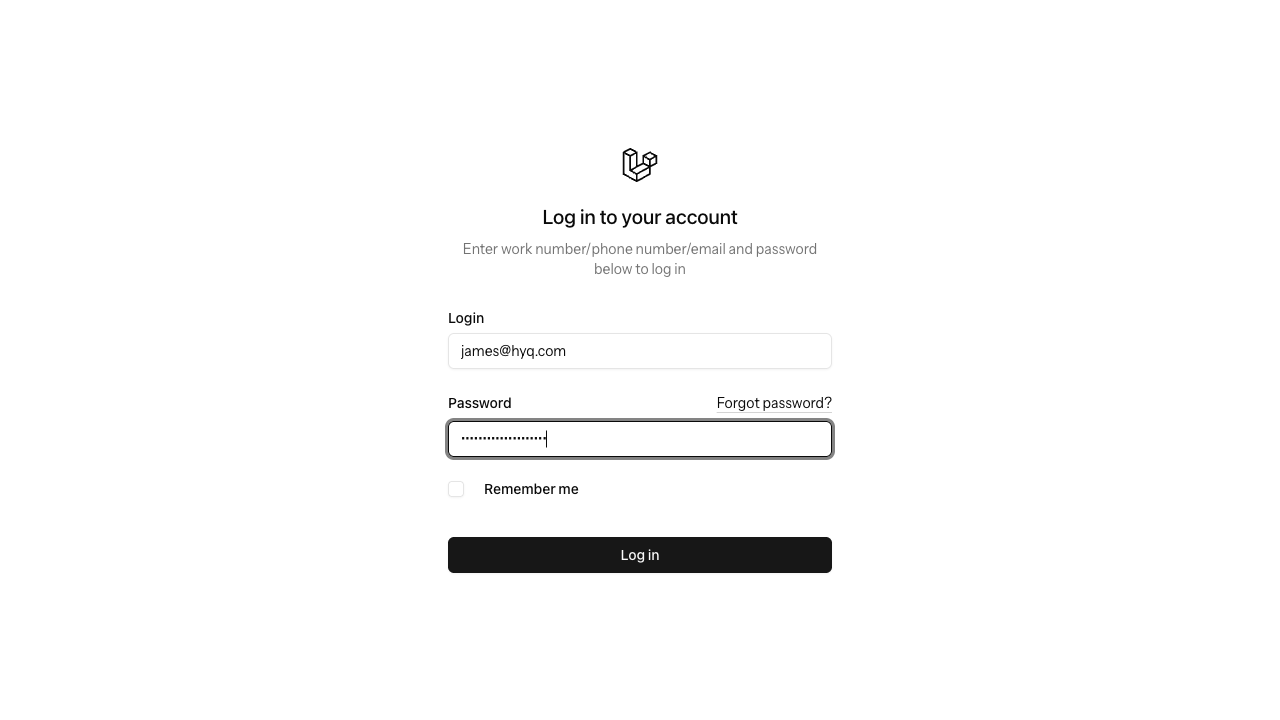 Log in to your account
Enter work number/phone number/email and password
below to log in
Login
james@hyq.com
Password
Forgot password?
Remember me
Log in